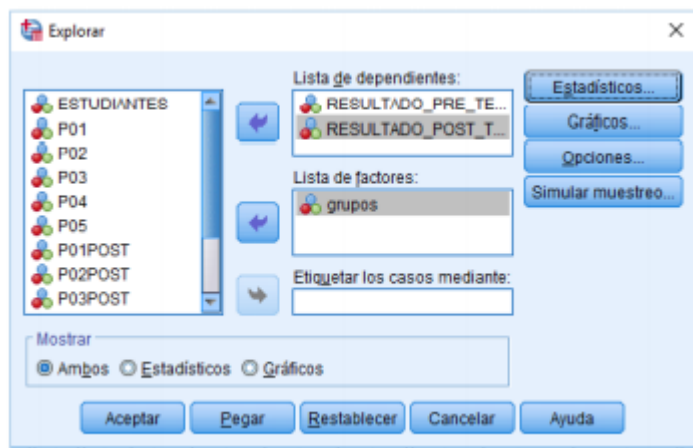 Explorar
Lista de dependientes:
ESTUDIANTES
P01
P02
P03
P04
P05
P01POST
P02POST
P03POST
RESULTADO_PRE_TE...
RESULTADO_POST_T...
Lista de factores:
grupos
Etiquetar los casos mediante:
Estadísticos...
Gráficos...
Opciones...
Simular muestreo...
Mostrar
Ambos Estadísticos Gráficos
Aceptar Pegar Restablecer Cancelar Ayuda